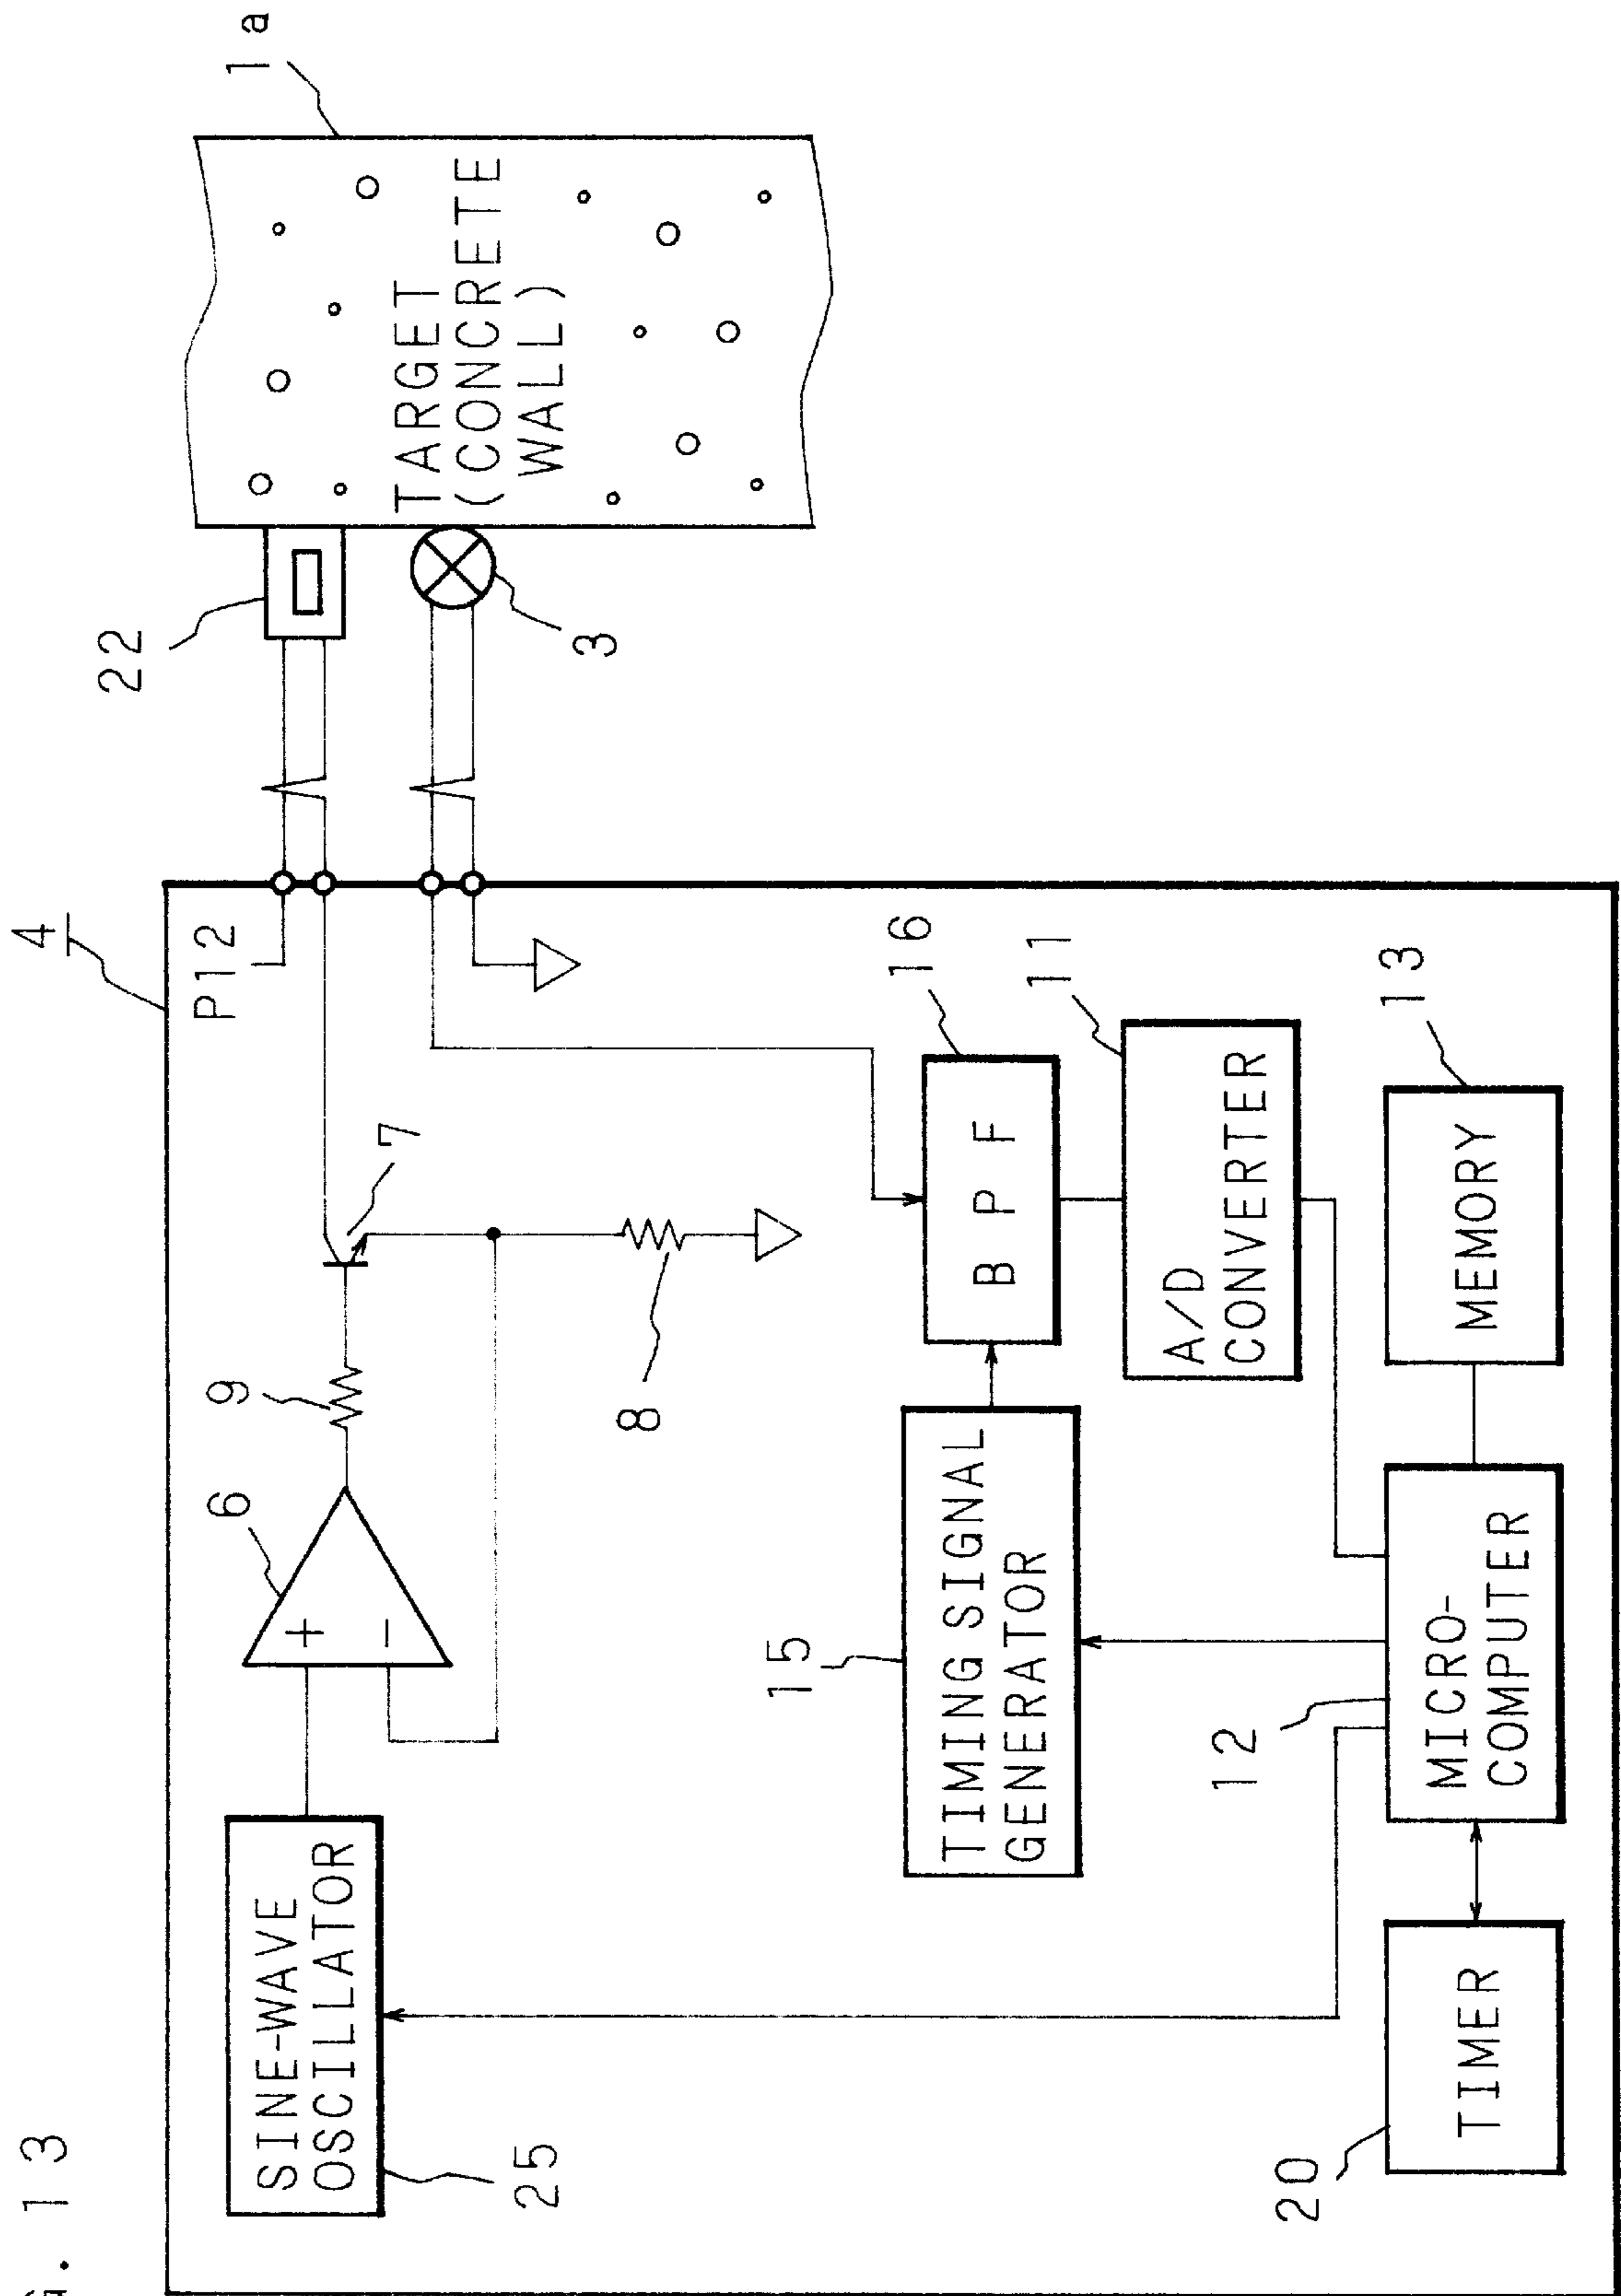 G. 13
4
P12
22
3
1a
TARGET
(CONCRETE
WALL)
SINE-WAVE
OSCILLATOR
25
6
+
−
9
7
8
16
B P F
15
TIMING SIGNAL
GENERATOR
11
A/D
CONVERTER
12
MICRO-
COMPUTER
13
MEMORY
20
TIMER